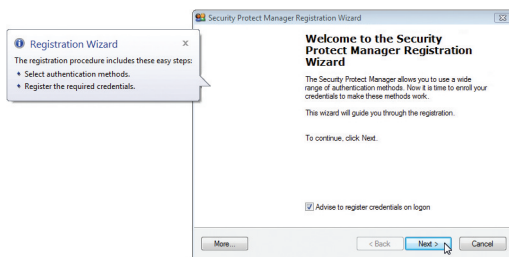 Security Protect Manager Registration Wizard
Registration Wizard
The registration procedure includes these easy steps:
Select authentication methods.
Register the required credentials.
Welcome to the Security
Protect Manager Registration
Wizard
The Security Protect Manager allows you to use a wide
range of authentication methods. Now it is time to enroll your
credentials to make these methods work.
This wizard will guide you through the registration.
To continue, click Next.
Advise to register credentials on logon
More...
< Back
Next >
Cancel